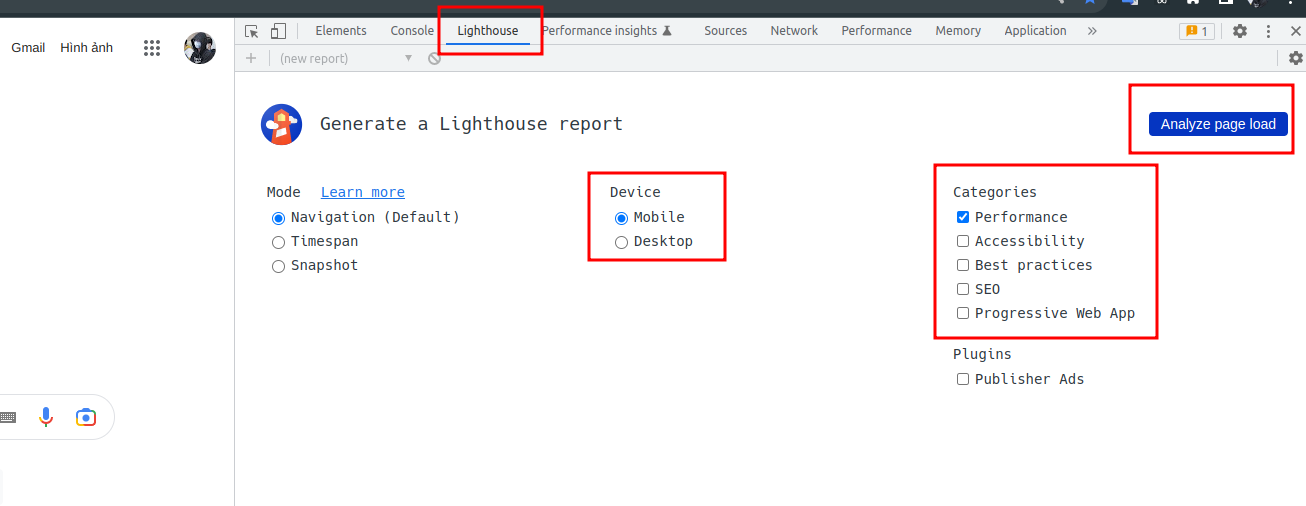 Gmail Hình ảnh
Elements Console Lighthouse Performance insights Sources Network Performance Memory Application » 1
(new report)
Generate a Lighthouse report
Analyze page load
Mode Learn more
Navigation (Default)
Timespan
Snapshot
Device
Mobile
Desktop
Categories
Performance
Accessibility
Best practices
SEO
Progressive Web App
Plugins
Publisher Ads